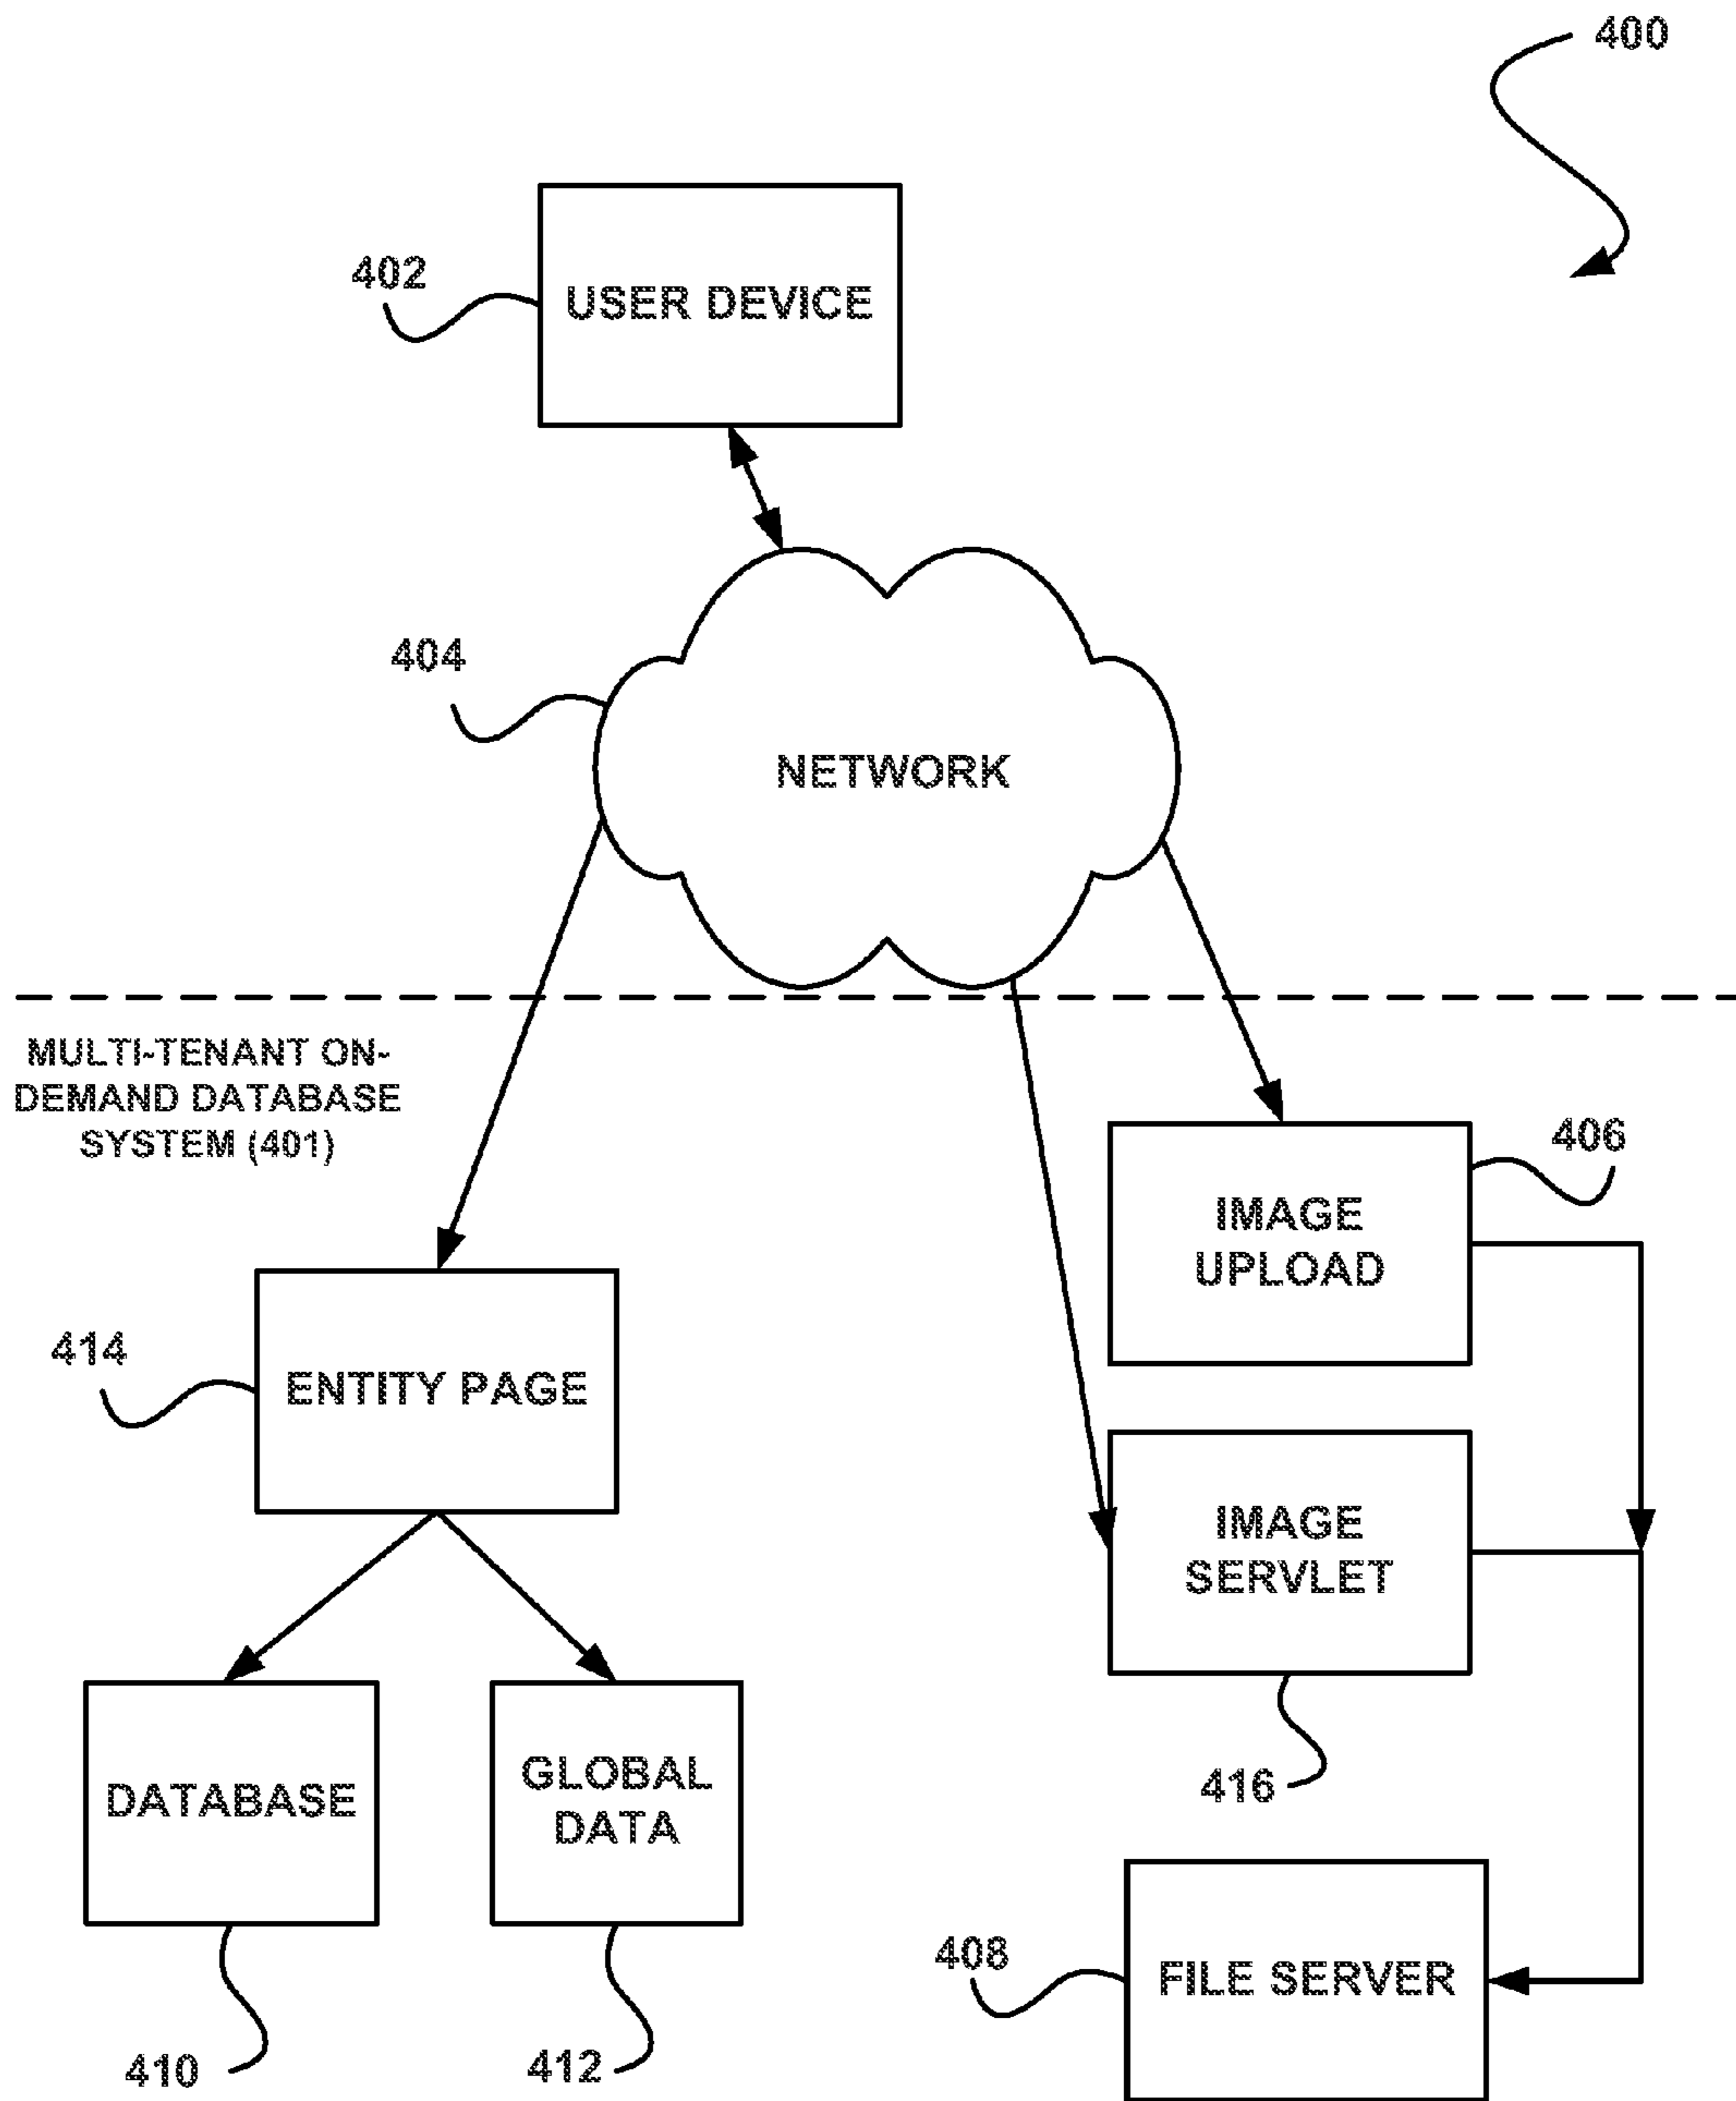 400
402
USER DEVICE
404
NETWORK
MULTI-TENANT ON-
DEMAND DATABASE
SYSTEM (401)
406
IMAGE
UPLOAD
414
ENTITY PAGE
IMAGE
SERVLET
416
DATABASE
GLOBAL
DATA
408
FILE SERVER
410
412